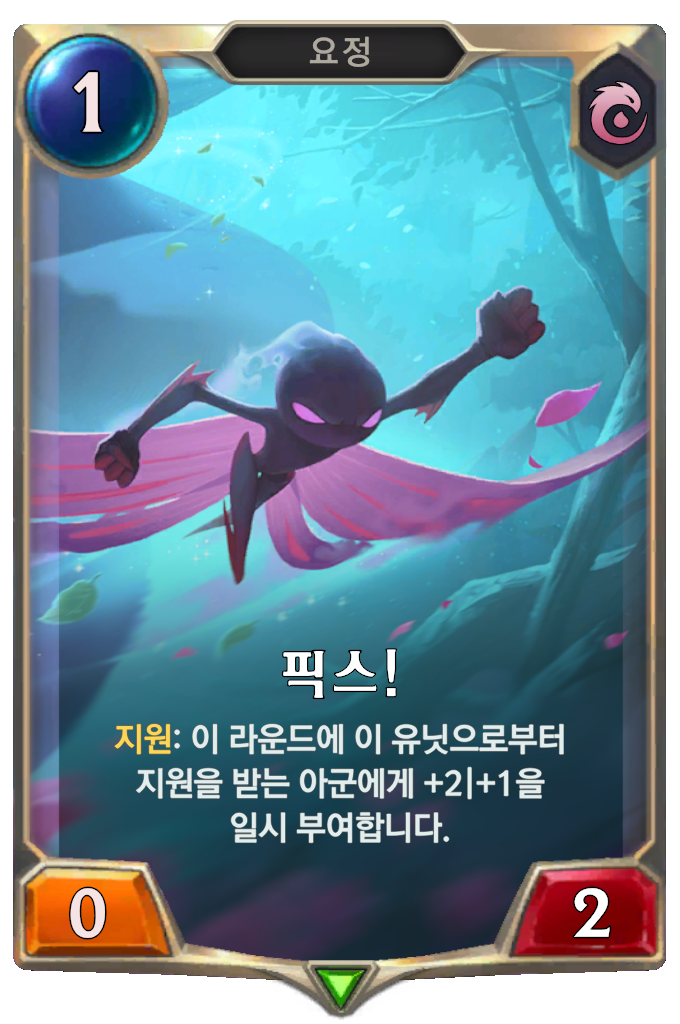 요정
1
픽스!
지원: 이 라운드에 이 유닛으로부터
지원을 받는 아군에게 +2|+1을
일시 부여합니다.
0
2